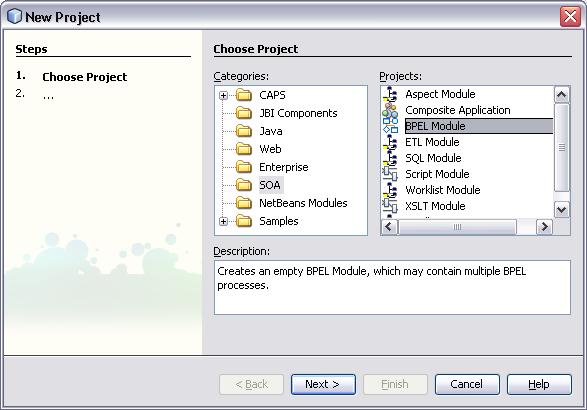 New Project
Steps
1. Choose Project
2. ...
Choose Project
Categories:
CAPS
JBI Components
Java
Web
Enterprise
SOA
NetBeans Modules
Samples
Projects:
Aspect Module
Composite Application
BPEL Module
ETL Module
SQL Module
Script Module
Worklist Module
XSLT Module
Description:
Creates an empty BPEL Module, which may contain multiple BPEL
processes.
< Back
Next >
Finish
Cancel
Help